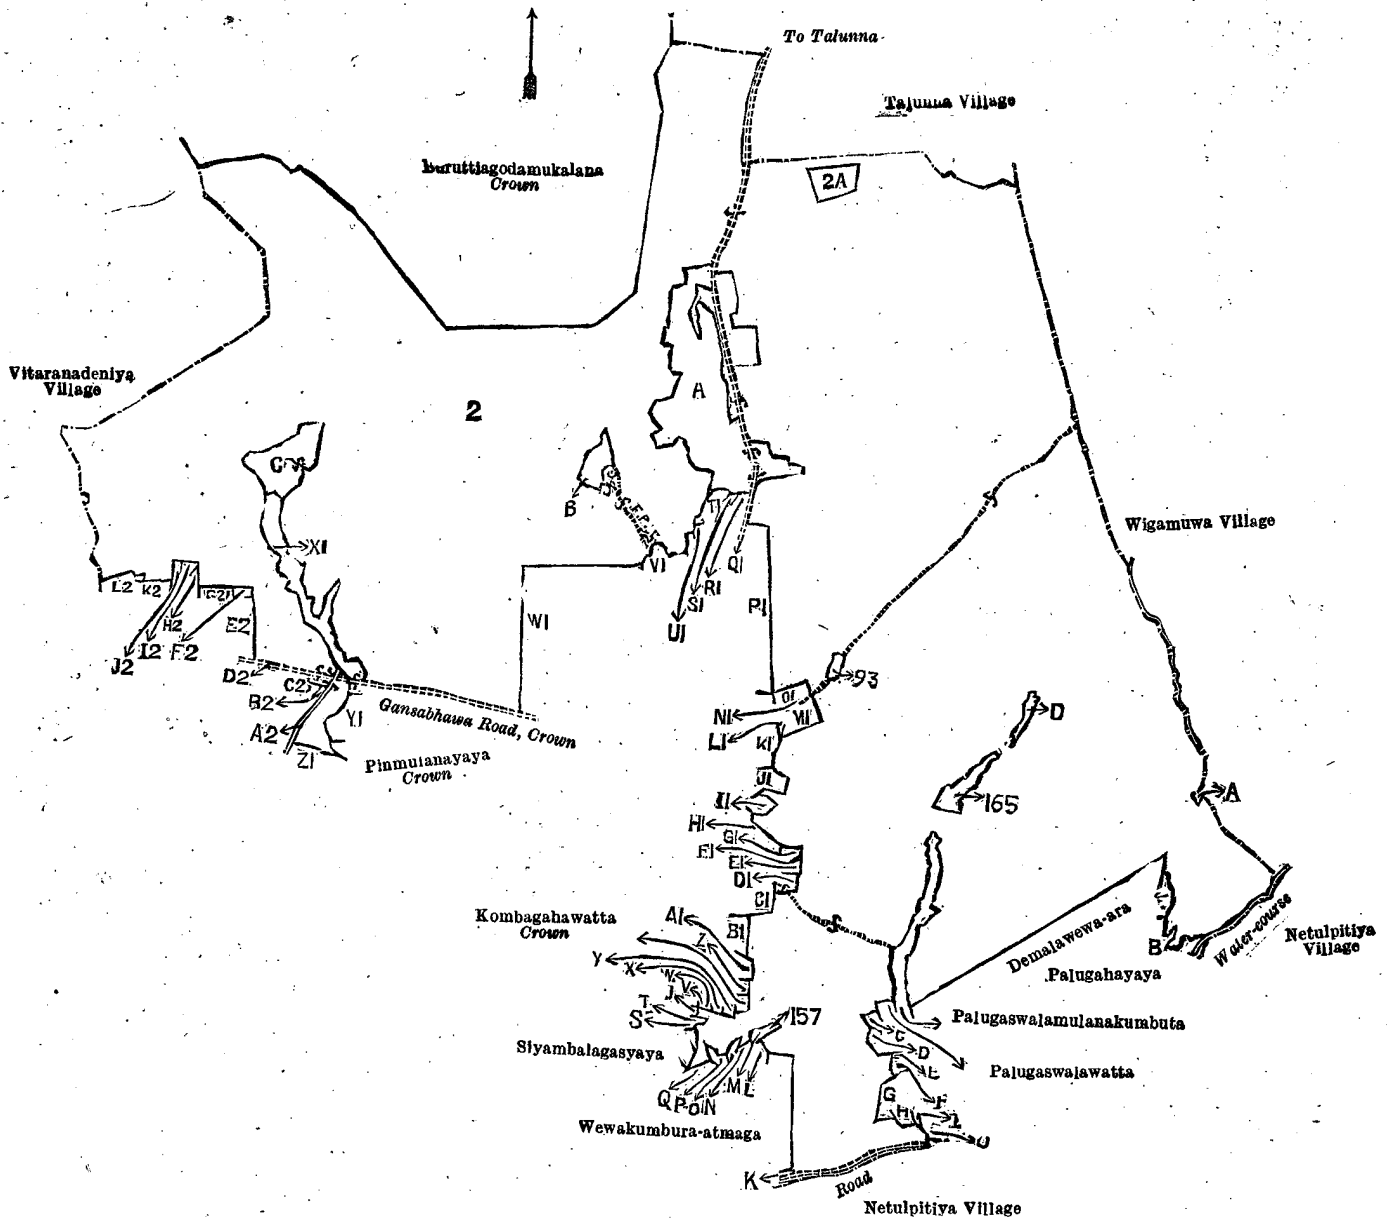 To Talunna
Talunna Village
Buruttiagodamukalana
Crown
2A
Vitaranadeniya
Village
2
A
C
B
F.P.
Wigamuwa Village
X1
V1
T1
Q1
R1
S1
U1
P1
W1
L2
K2
G2
H2
E2
J2
I2
F2
D2
C2
B2
A2
Y1
Z1
Gansabhawa Road, Crown
Pinmulanayaya
Crown
93
O1
N1
M1
L1
K1
J1
I1
D
165
A
H1
G1
F1
E1
D1
C1
Kombagahawatta
Crown
A1
B1
Z
Y
X
W
V
T
S
157
Demalawewa-ara
Palugahayaya
B
Water-course
Netulpitiya
Village
Palugaswalamulanakumbuta
C
D
E
Palugaswalawatta
Siyambalagasyaya
Q P O N
M L
G
H
F
I
J
Wewakumbura-atmaga
K
Road
Netulpitiya Village